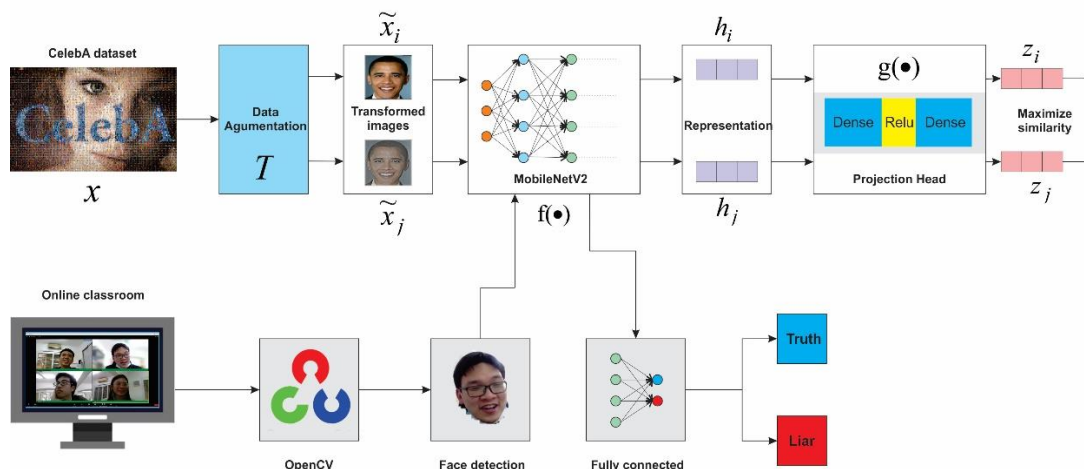 CelebA dataset
CelebA
x
Data
Agumentation
T
x̃ᵢ
Transformed
images
x̃ⱼ
MobileNetV2
f(●)
hᵢ
Representation
hⱼ
g(●)
Dense Relu Dense
Projection Head
zᵢ
Maximize
similarity
zⱼ
Online classroom
OpenCV
Face detection
Fully connected
Truth
Liar